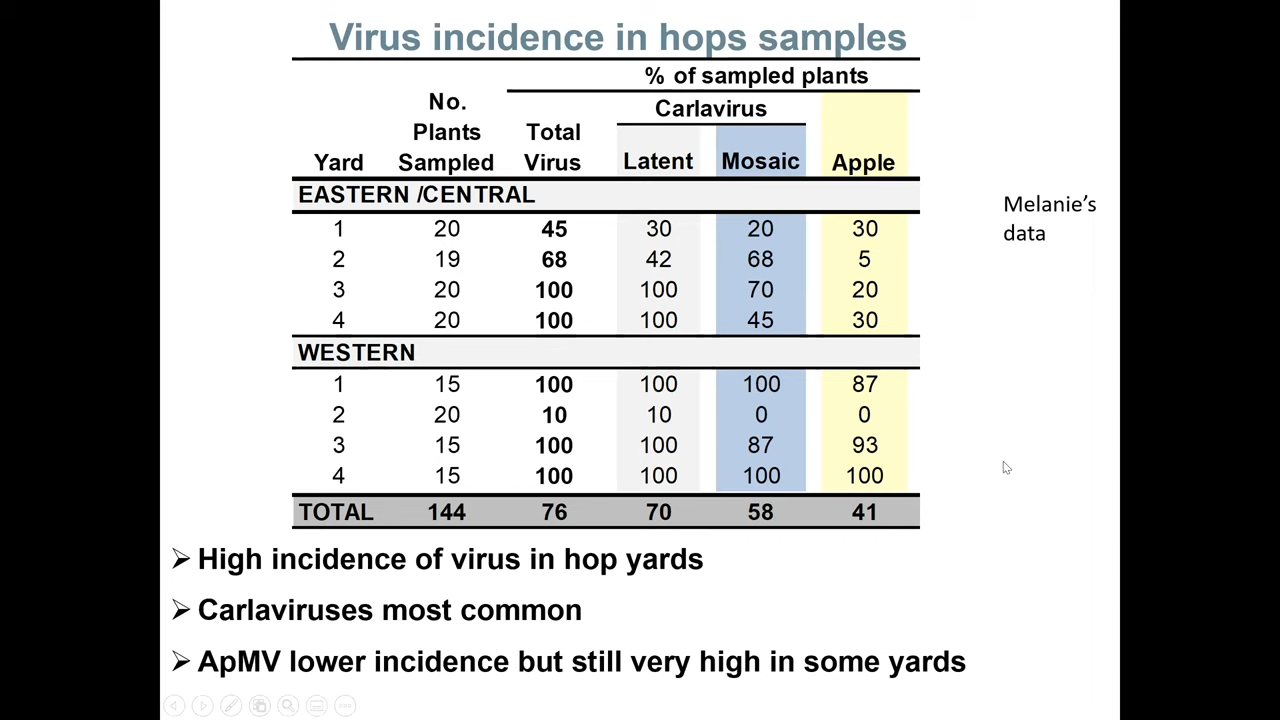 Virus incidence in hops samples
% of sampled plants
No. Plants Sampled
Total Virus
Carlavirus
Yard
Latent
Mosaic
Apple
EASTERN /CENTRAL
1 20 45 30 20 30
2 19 68 42 68 5
3 20 100 100 70 20
4 20 100 100 45 30
WESTERN
1 15 100 100 100 87
2 20 10 10 0 0
3 15 100 100 87 93
4 15 100 100 100 100
TOTAL 144 76 70 58 41
Melanie’s
data
➢ High incidence of virus in hop yards
➢ Carlaviruses most common
➢ ApMV lower incidence but still very high in some yards